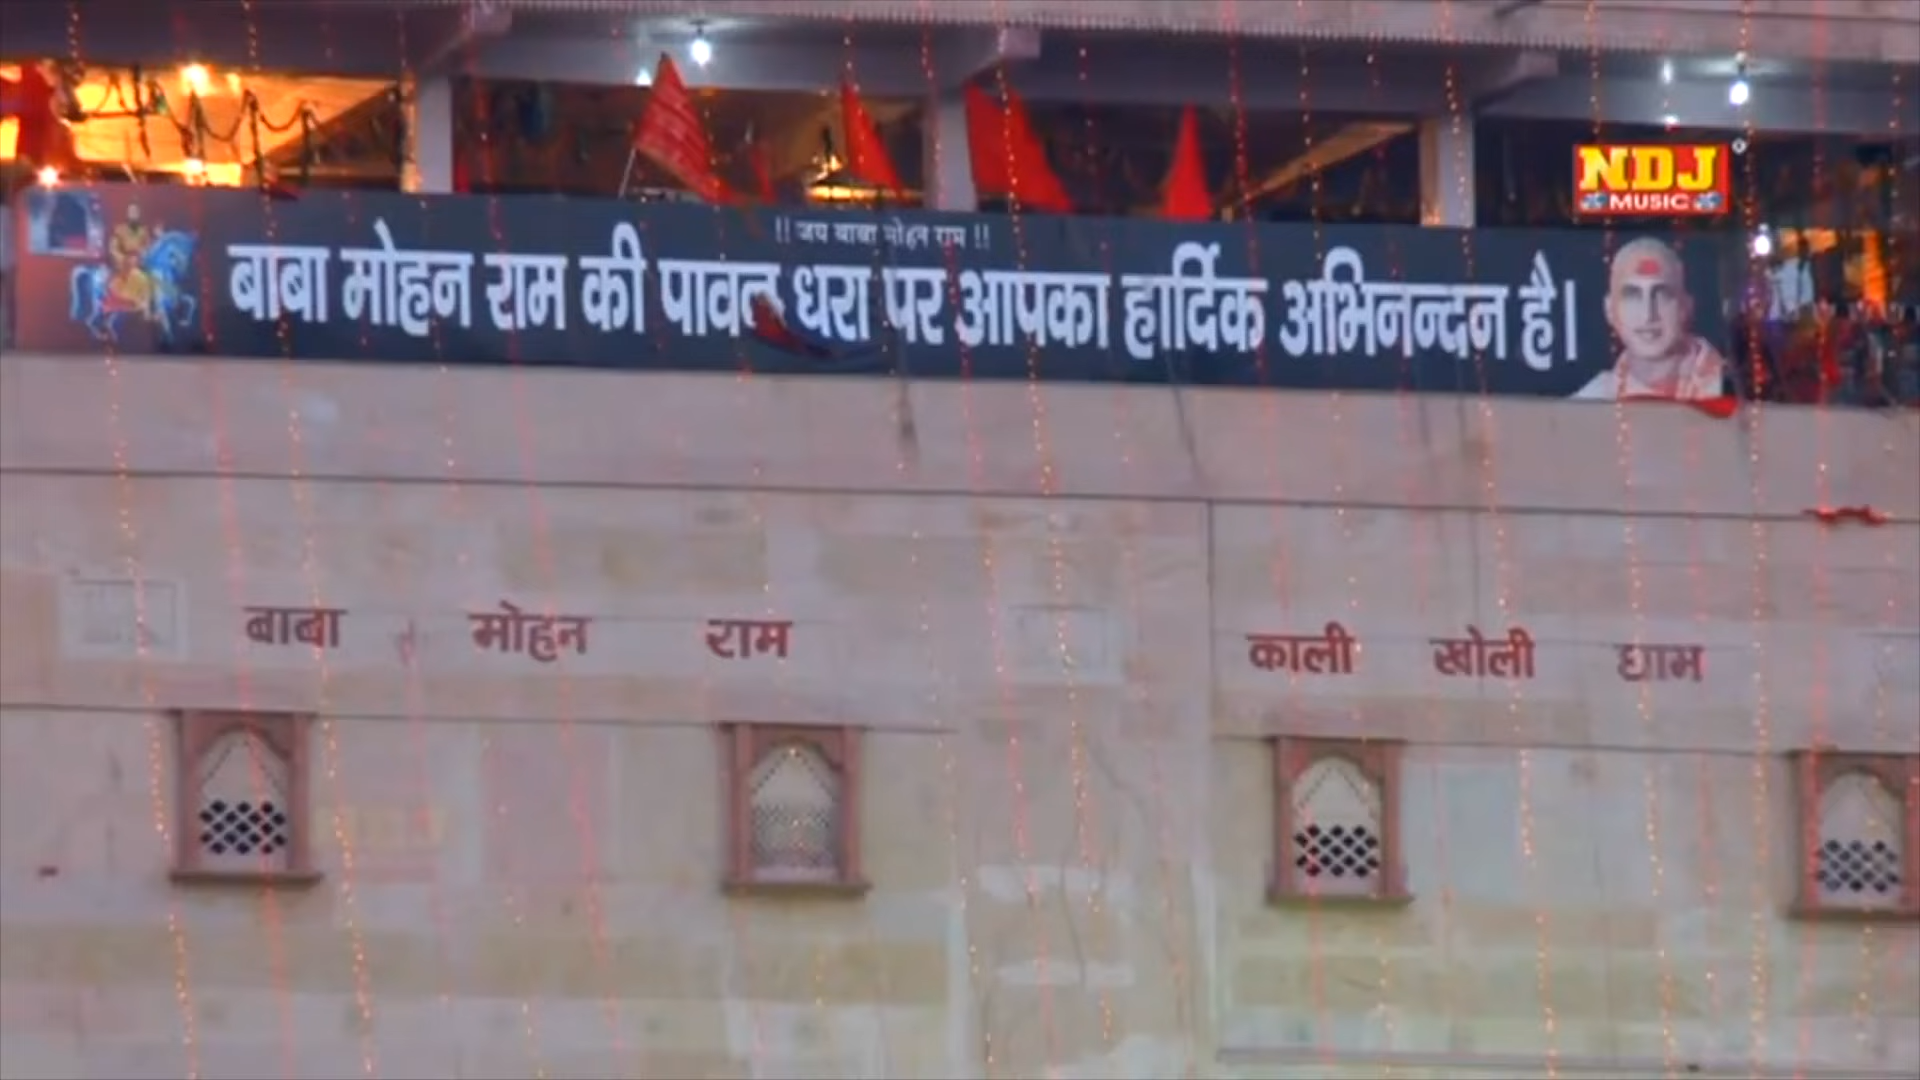 !! जय बाबा मोहन राम !!
NDJ
MUSIC
बाबा मोहन राम की पावन धरा पर आपका हार्दिक अभिनन्दन है।
बाबा मोहन राम
काली खोली धाम